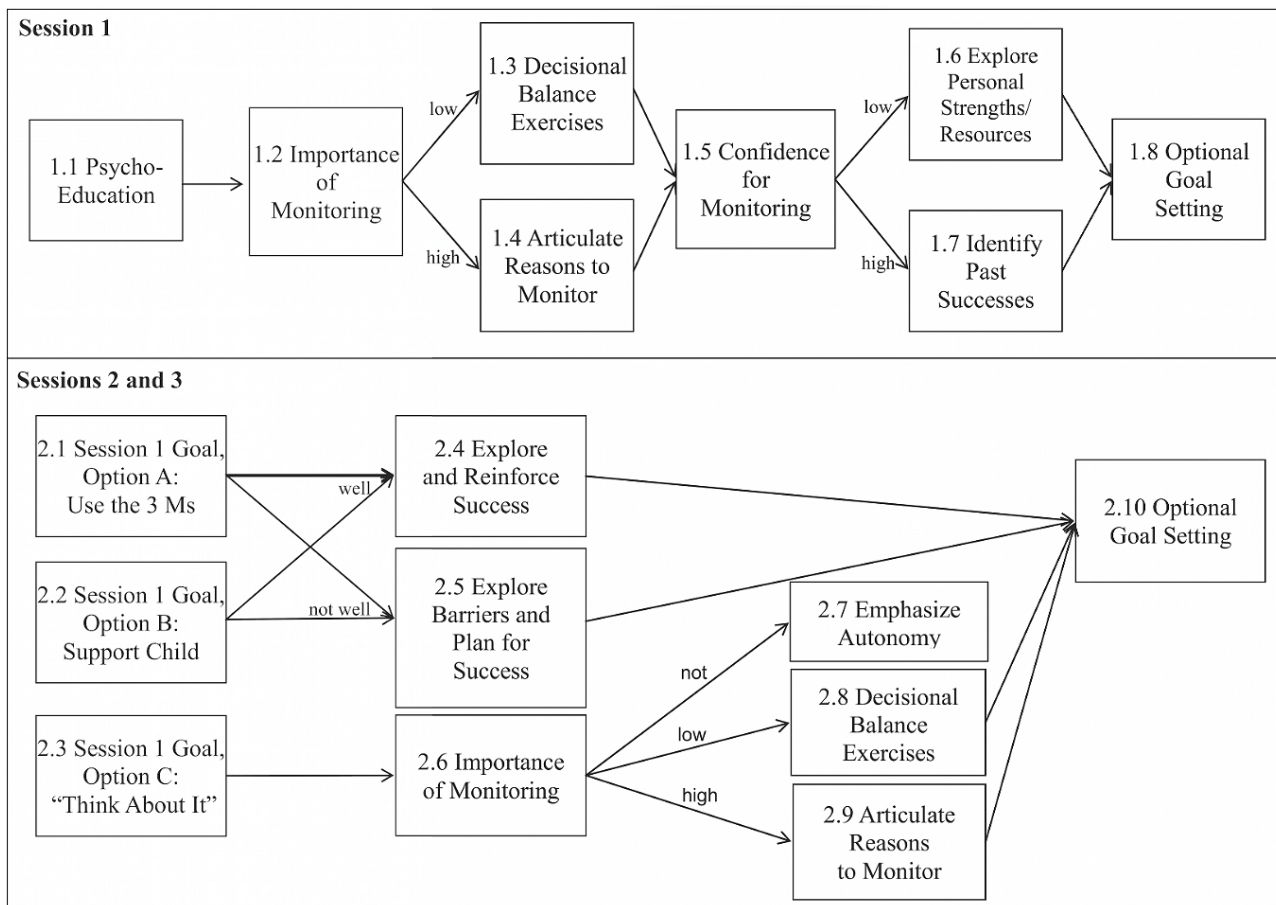 Session 1
1.1 Psycho-
Education
1.2 Importance
of
Monitoring
low
high
1.3 Decisional
Balance
Exercises
1.4 Articulate
Reasons to
Monitor
1.5 Confidence
for
Monitoring
low
high
1.6 Explore
Personal
Strengths/
Resources
1.7 Identify
Past
Successes
1.8 Optional
Goal
Setting
Sessions 2 and 3
2.1 Session 1 Goal,
Option A:
Use the 3 Ms
2.2 Session 1 Goal,
Option B:
Support Child
2.3 Session 1 Goal,
Option C:
“Think About It”
well
not well
2.4 Explore
and Reinforce
Success
2.5 Explore
Barriers and
Plan for
Success
2.6 Importance
of Monitoring
not
low
high
2.7 Emphasize
Autonomy
2.8 Decisional
Balance
Exercises
2.9 Articulate
Reasons
to Monitor
2.10 Optional
Goal Setting